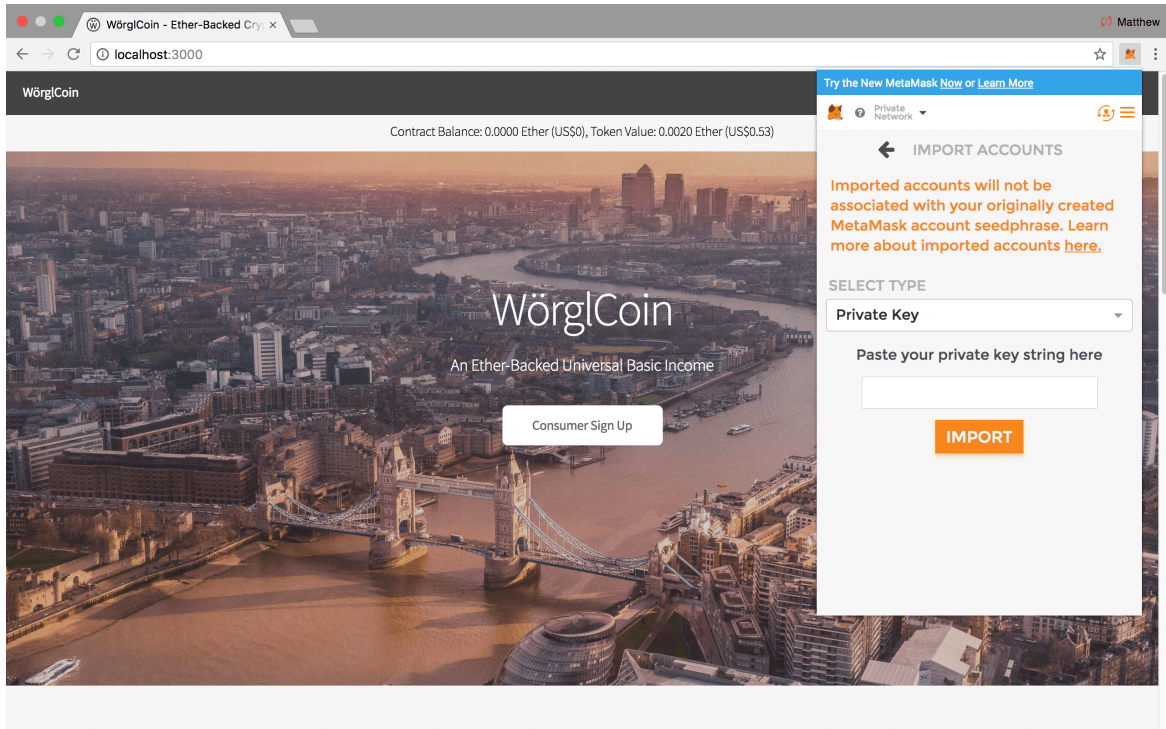 WörglCoin - Ether-Backed Cry
Matthew
localhost:3000
WörglCoin
Contract Balance: 0.0000 Ether (US$0), Token Value: 0.0020 Ether (US$0.53)
WörglCoin
An Ether-Backed Universal Basic Income
Consumer Sign Up
Try the New MetaMask Now or Learn More
Private
Network
IMPORT ACCOUNTS
Imported accounts will not be
associated with your originally created
MetaMask account seedphrase. Learn
more about imported accounts here.
SELECT TYPE
Private Key
Paste your private key string here
IMPORT